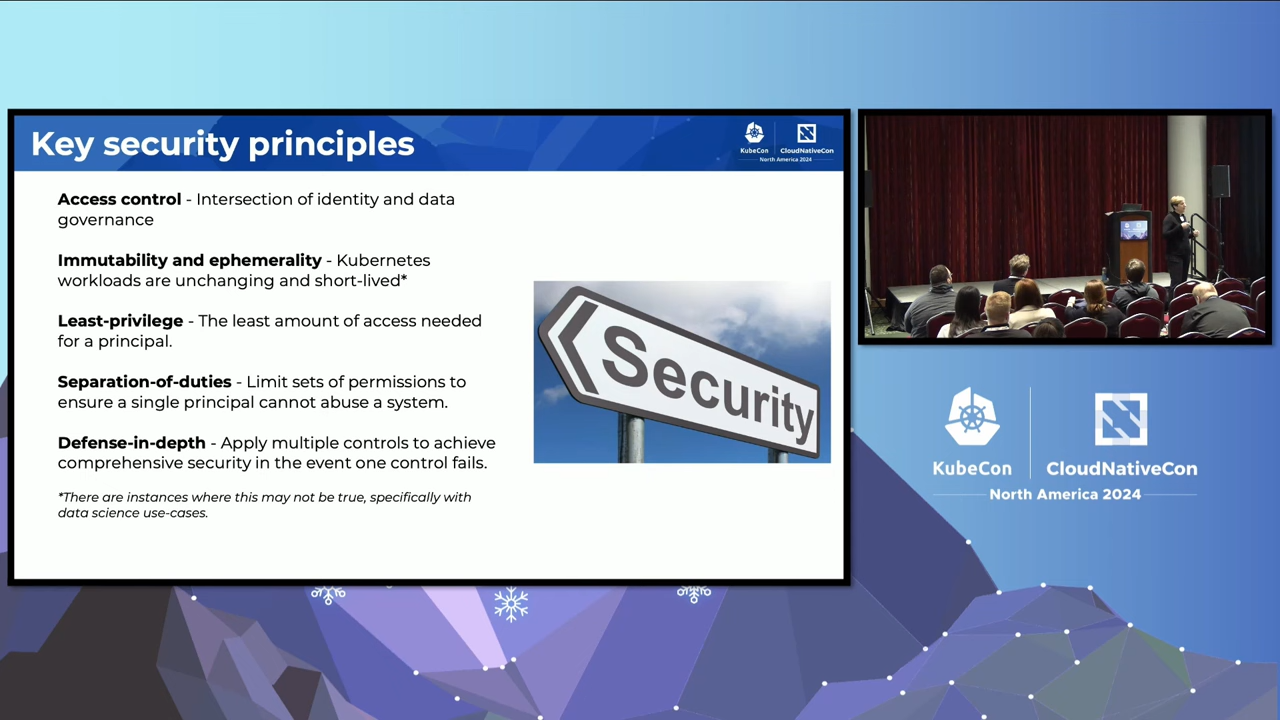 Key security principles
KubeCon
CloudNativeCon
North America 2024
Access control - Intersection of identity and data
governance
Immutability and ephemerality - Kubernetes
workloads are unchanging and short-lived*
Least-privilege - The least amount of access needed
for a principal.
Separation-of-duties - Limit sets of permissions to
ensure a single principal cannot abuse a system.
Defense-in-depth - Apply multiple controls to achieve
comprehensive security in the event one control fails.
*There are instances where this may not be true, specifically with
data science use-cases.
Security
KubeCon
CloudNativeCon
North America 2024